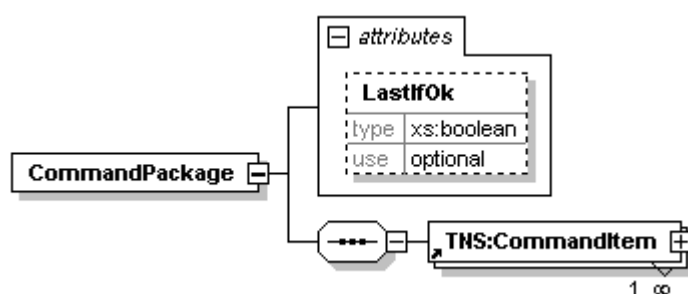 attributes
LastIfOk
type xs:boolean
use optional
CommandPackage
TNS:CommandItem
1..∞